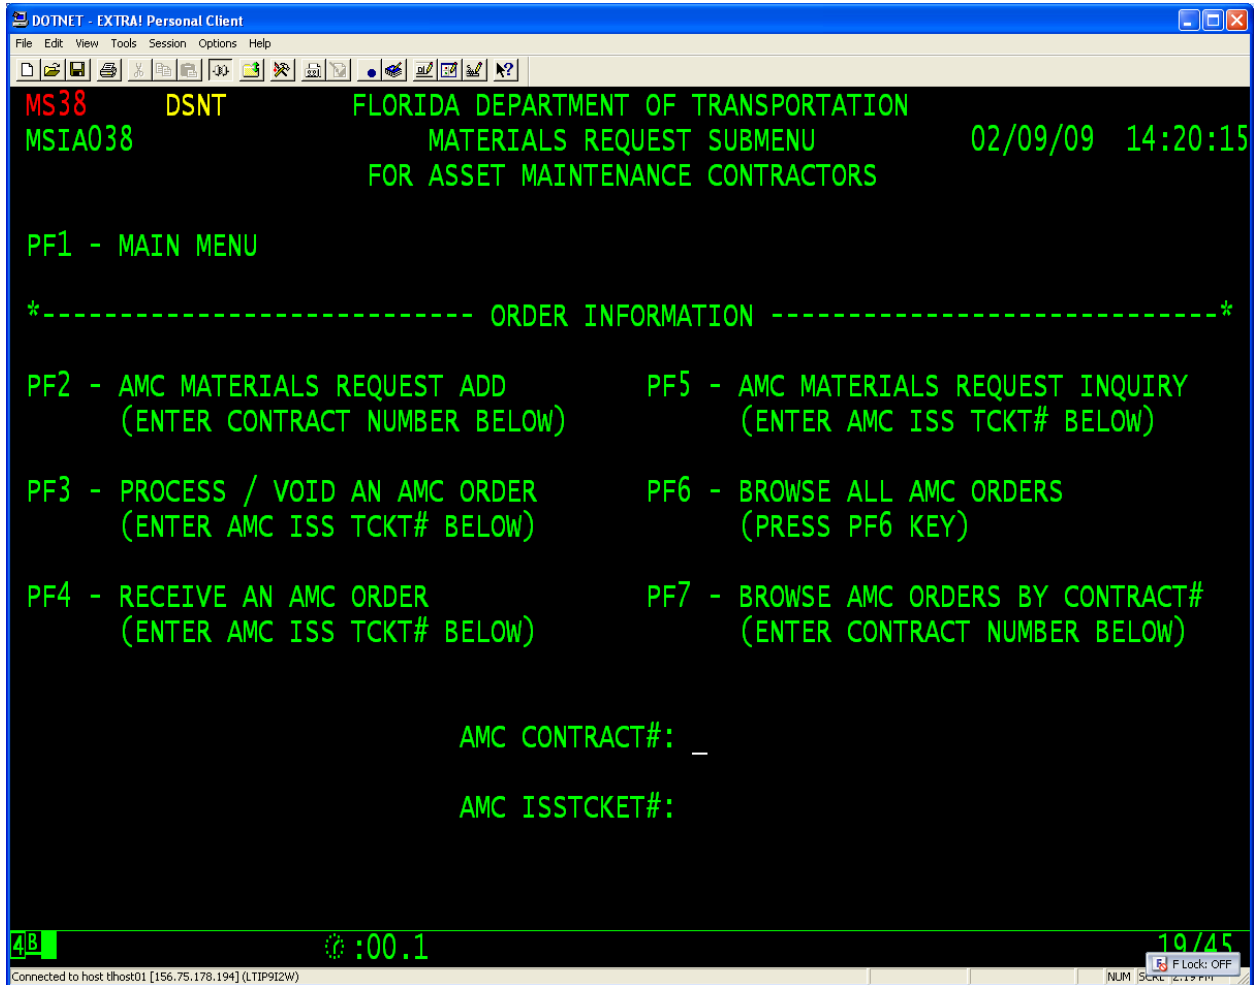 DOTNET - EXTRA! Personal Client
File Edit View Tools Session Options Help
MS38 DSNT FLORIDA DEPARTMENT OF TRANSPORTATION
MSIA038 MATERIALS REQUEST SUBMENU 02/09/09 14:20:15
FOR ASSET MAINTENANCE CONTRACTORS
PF1 - MAIN MENU
*---------------------------- ORDER INFORMATION -----------------------------*
PF2 - AMC MATERIALS REQUEST ADD PF5 - AMC MATERIALS REQUEST INQUIRY
(ENTER CONTRACT NUMBER BELOW) (ENTER AMC ISS TCKT# BELOW)
PF3 - PROCESS / VOID AN AMC ORDER PF6 - BROWSE ALL AMC ORDERS
(ENTER AMC ISS TCKT# BELOW) (PRESS PF6 KEY)
PF4 - RECEIVE AN AMC ORDER PF7 - BROWSE AMC ORDERS BY CONTRACT#
(ENTER AMC ISS TCKT# BELOW) (ENTER CONTRACT NUMBER BELOW)
AMC CONTRACT#: _
AMC ISSTCKET#:
4B :00.1 19/45
F Lock: OFF
Connected to host tlhost01 [156.75.178.194] (LTIP9I2W) NUM